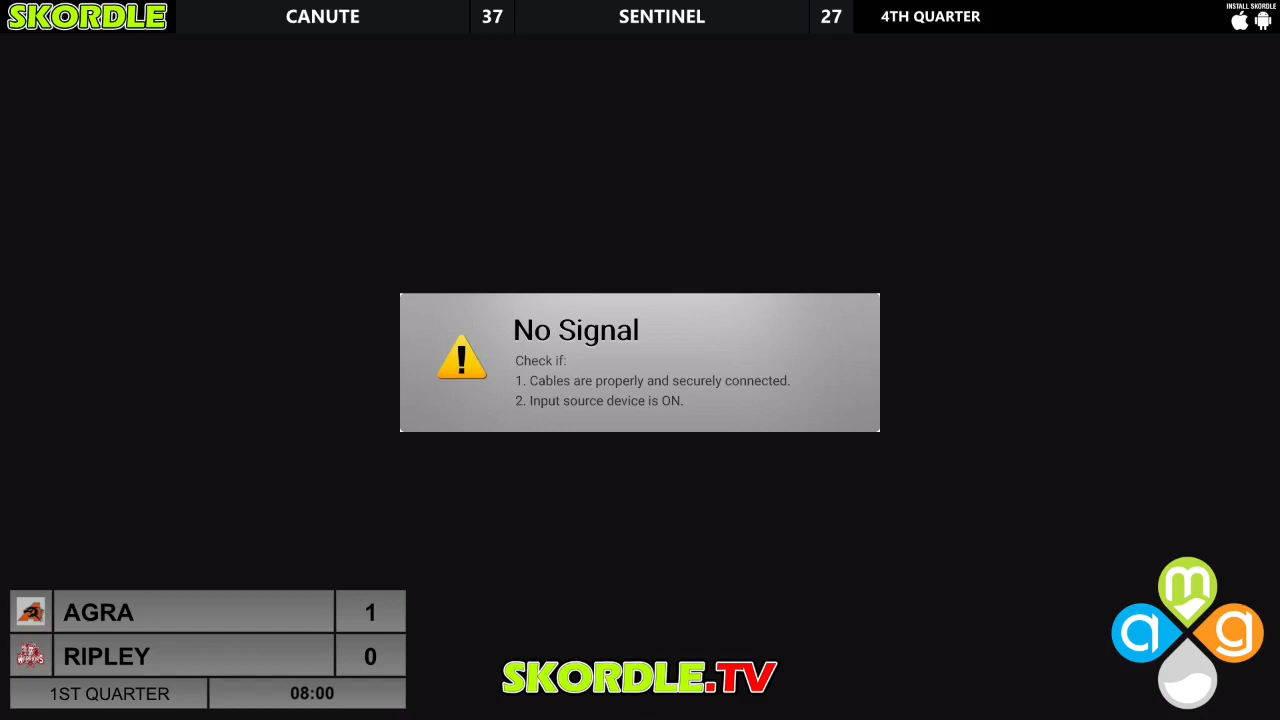 SKORDLE CANUTE 37 SENTINEL 27 4TH QUARTER INSTALL SKORDLE
No Signal
Check if:
1. Cables are properly and securely connected.
2. Input source device is ON.
AGRA 1
RIPLEY 0
1ST QUARTER 08:00
SKORDLE.TV
m
a g